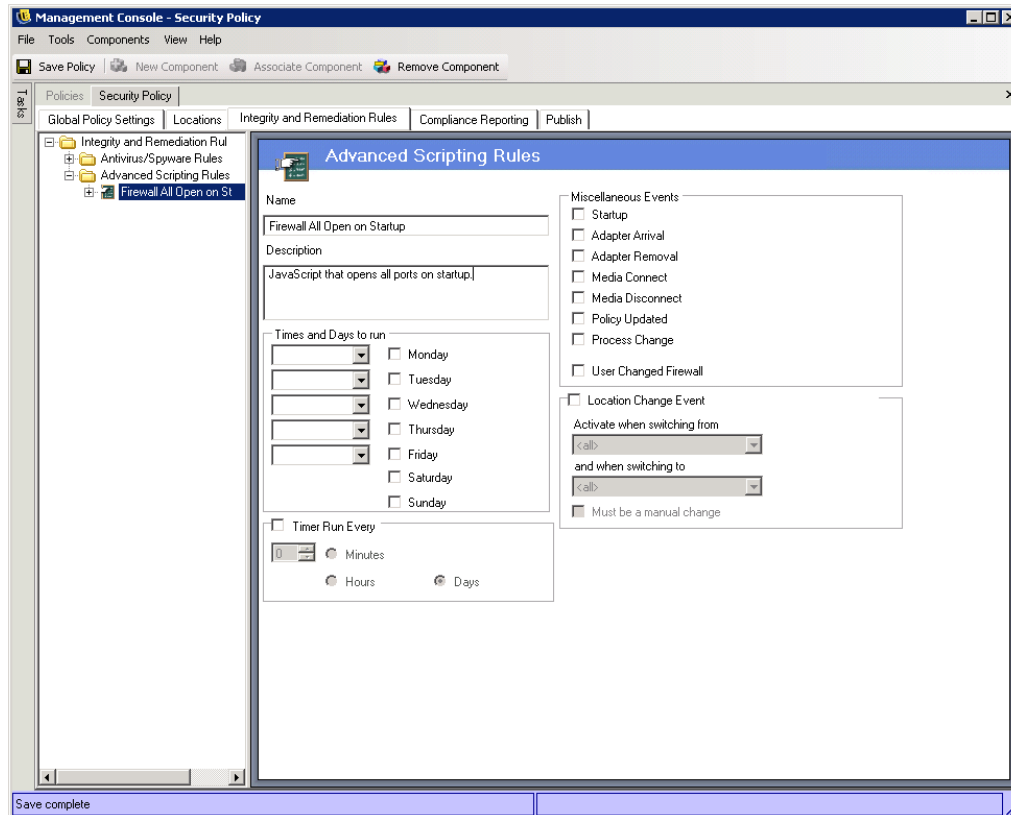 Management Console - Security Policy
File Tools Components View Help
Save Policy New Component Associate Component Remove Component
Tasks
Policies Security Policy
Global Policy Settings Locations Integrity and Remediation Rules Compliance Reporting Publish
Integrity and Remediation Rul
Antivirus/Spyware Rules
Advanced Scripting Rules
Firewall All Open on St
Advanced Scripting Rules
Name
Firewall All Open on Startup
Description
JavaScript that opens all ports on startup.
Times and Days to run
Monday
Tuesday
Wednesday
Thursday
Friday
Saturday
Sunday
Timer Run Every
0 Minutes
Hours Days
Miscellaneous Events
Startup
Adapter Arrival
Adapter Removal
Media Connect
Media Disconnect
Policy Updated
Process Change
User Changed Firewall
Location Change Event
Activate when switching from
<all>
and when switching to
<all>
Must be a manual change
Save complete